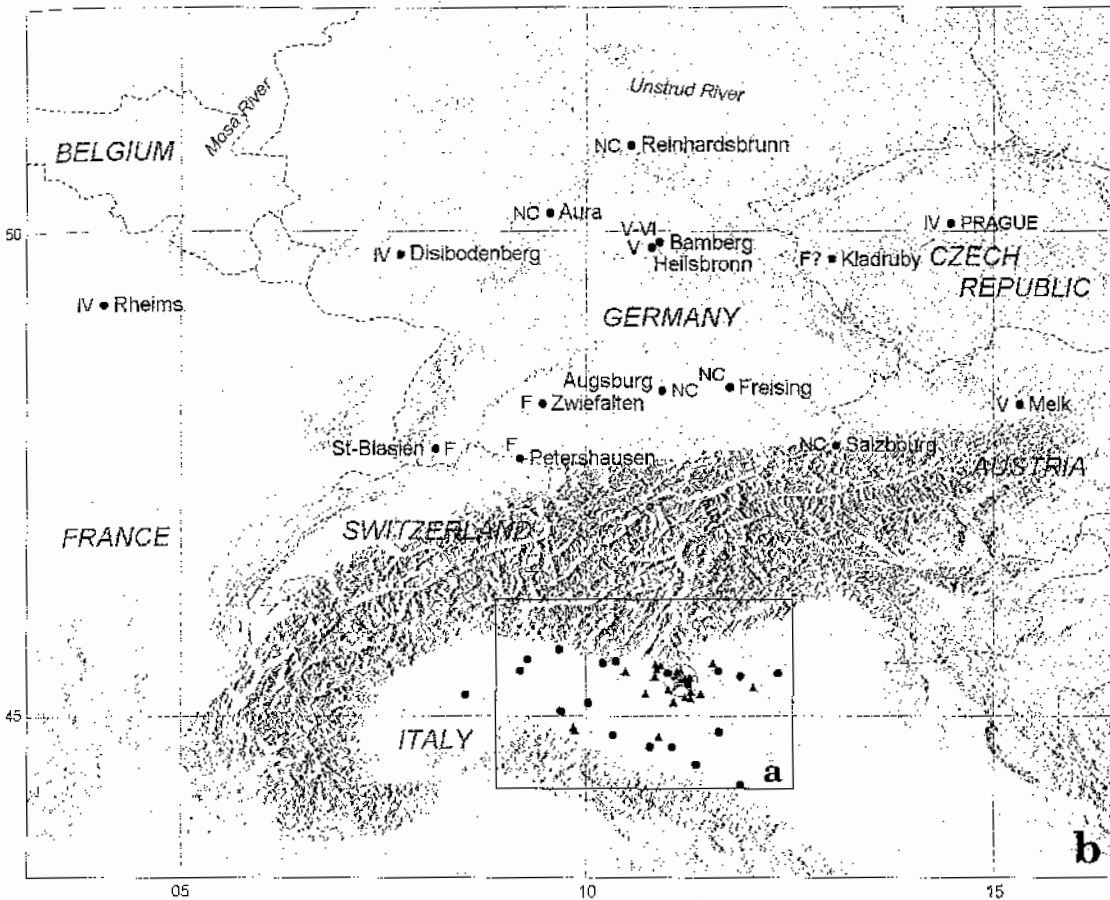 Unstrud River
Mosa River
BELGIUM
NC Reinhardsbrunn
NC Aura
50
V-VI
V Bamberg
Heilsbronn
IV PRAGUE
IV Disibodenberg
F? Kladruby
CZECH
REPUBLIC
IV Rheims
GERMANY
Augsburg NC
NC Freising
F Zwiefalten
V Melk
St-Blasien F
F Petershausen
NC Salzbourg
AUSTRIA
FRANCE
SWITZERLAND
45
ITALY
a
b
05
10
15